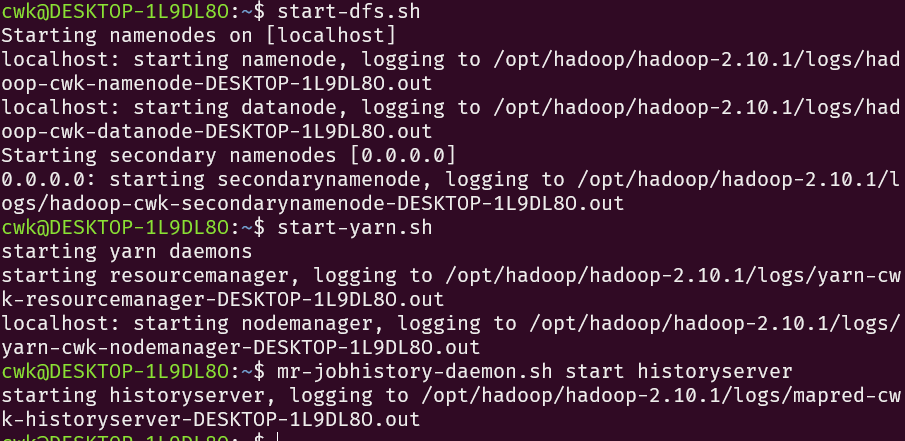 cwk@DESKTOP-1L9DL8O:~$ start-dfs.sh
Starting namenodes on [localhost]
localhost: starting namenode, logging to /opt/hadoop/hadoop-2.10.1/logs/had
oop-cwk-namenode-DESKTOP-1L9DL8O.out
localhost: starting datanode, logging to /opt/hadoop/hadoop-2.10.1/logs/had
oop-cwk-datanode-DESKTOP-1L9DL8O.out
Starting secondary namenodes [0.0.0.0]
0.0.0.0: starting secondarynamenode, logging to /opt/hadoop/hadoop-2.10.1/l
ogs/hadoop-cwk-secondarynamenode-DESKTOP-1L9DL8O.out
cwk@DESKTOP-1L9DL8O:~$ start-yarn.sh
starting yarn daemons
starting resourcemanager, logging to /opt/hadoop/hadoop-2.10.1/logs/yarn-cw
k-resourcemanager-DESKTOP-1L9DL8O.out
localhost: starting nodemanager, logging to /opt/hadoop/hadoop-2.10.1/logs/
yarn-cwk-nodemanager-DESKTOP-1L9DL8O.out
cwk@DESKTOP-1L9DL8O:~$ mr-jobhistory-daemon.sh start historyserver
starting historyserver, logging to /opt/hadoop/hadoop-2.10.1/logs/mapred-cw
k-historyserver-DESKTOP-1L9DL8O.out
cwk@DESKTOP-1L9DL8O:~$